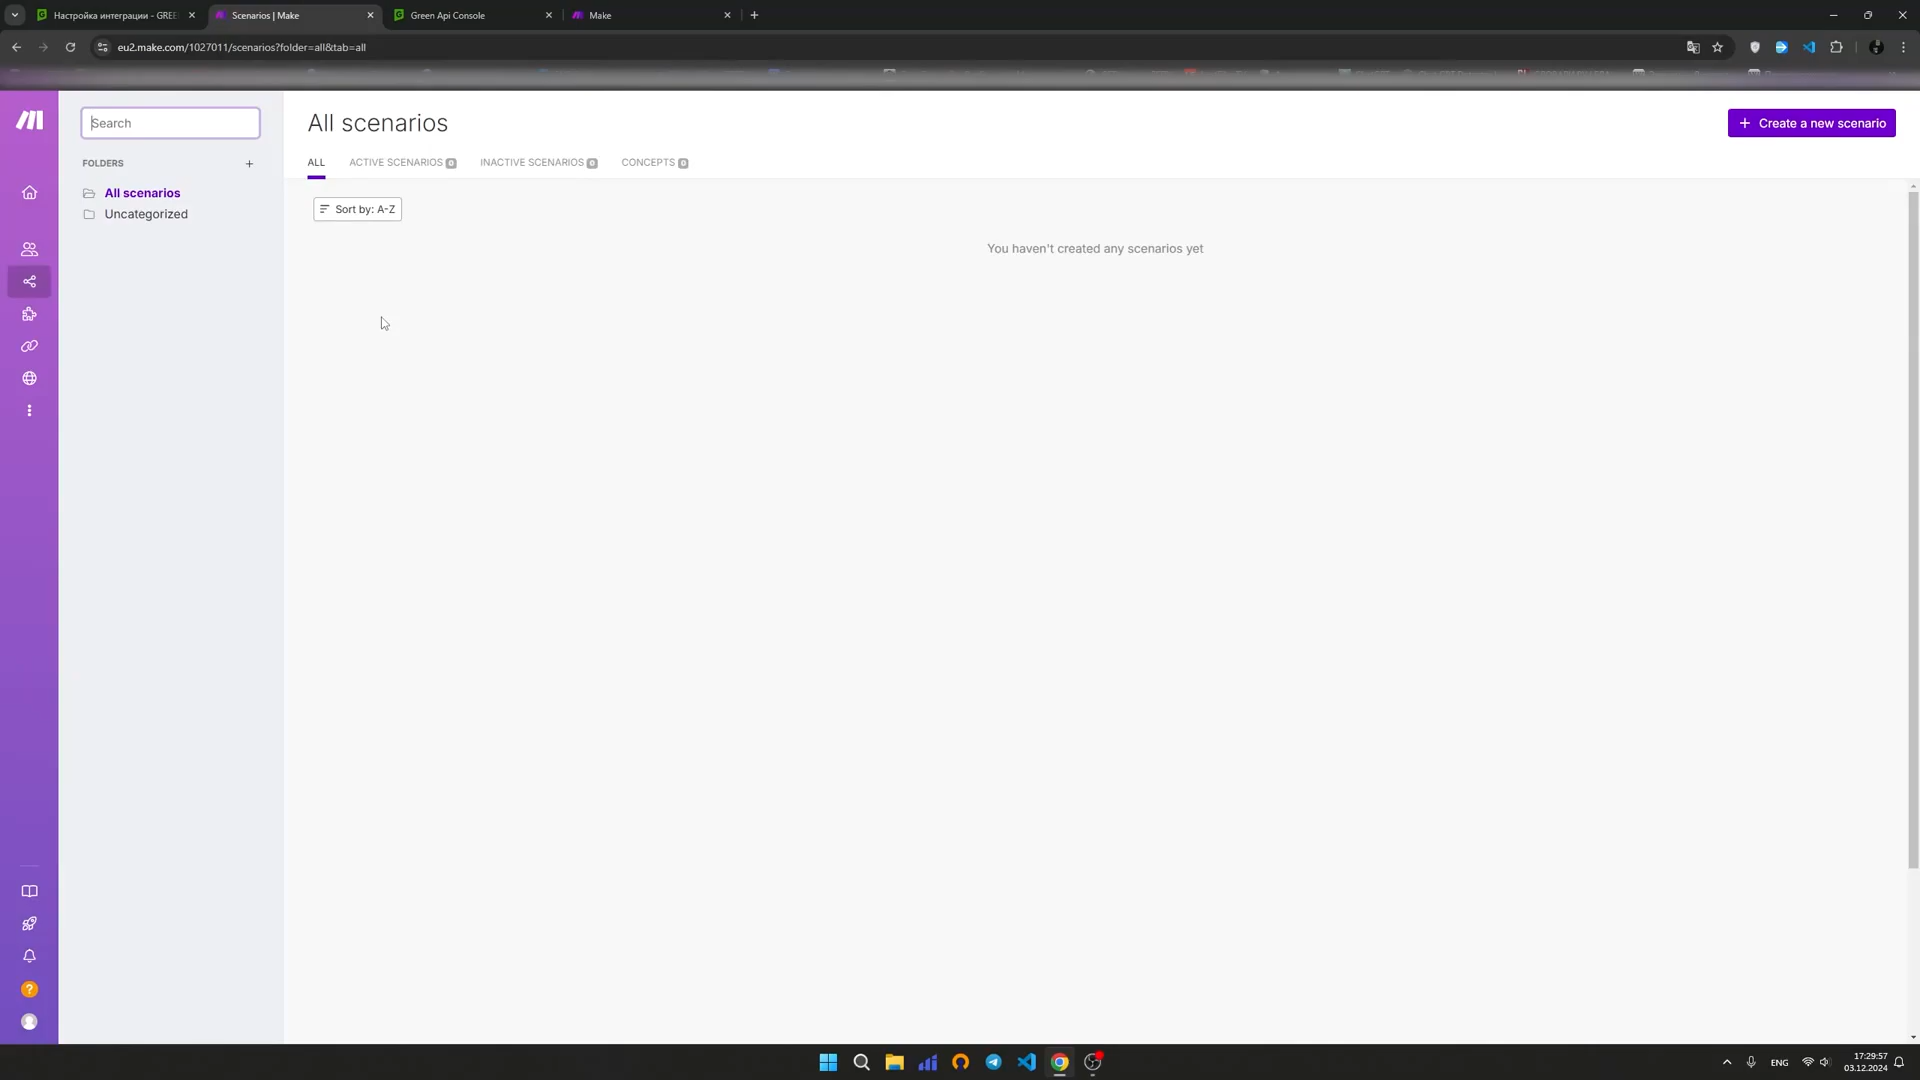 Настройка интеграции - GREE
Scenarios | Make
Green Api Console
Make
eu2.make.com/1027011/scenarios?folder=all&tab=all
Search
FOLDERS
All scenarios
Uncategorized
All scenarios
+ Create a new scenario
ALL
ACTIVE SCENARIOS 0
INACTIVE SCENARIOS 0
CONCEPTS 0
Sort by: A-Z
You haven't created any scenarios yet
ENG
17:29:57
03.12.2024